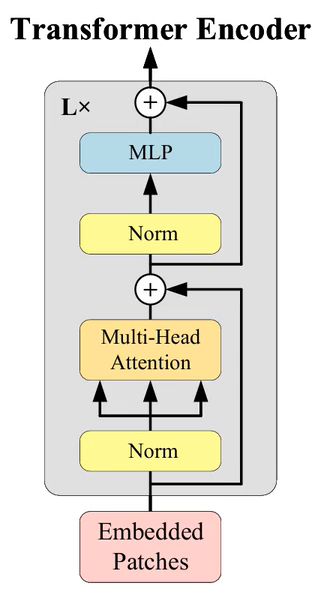 Transformer Encoder
L×
+
MLP
Norm
+
Multi-Head
Attention
Norm
Embedded
Patches